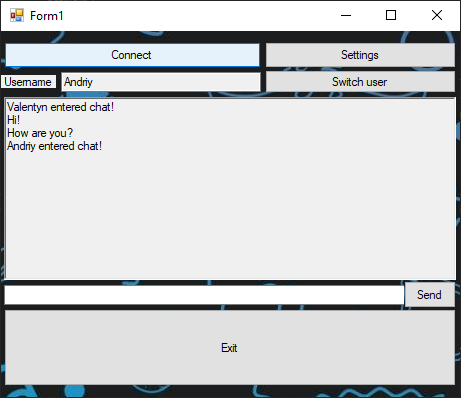 Form1
Connect
Settings
Username
Andriy
Switch user
Valentyn entered chat!
Hi!
How are you?
Andriy entered chat!
Send
Exit